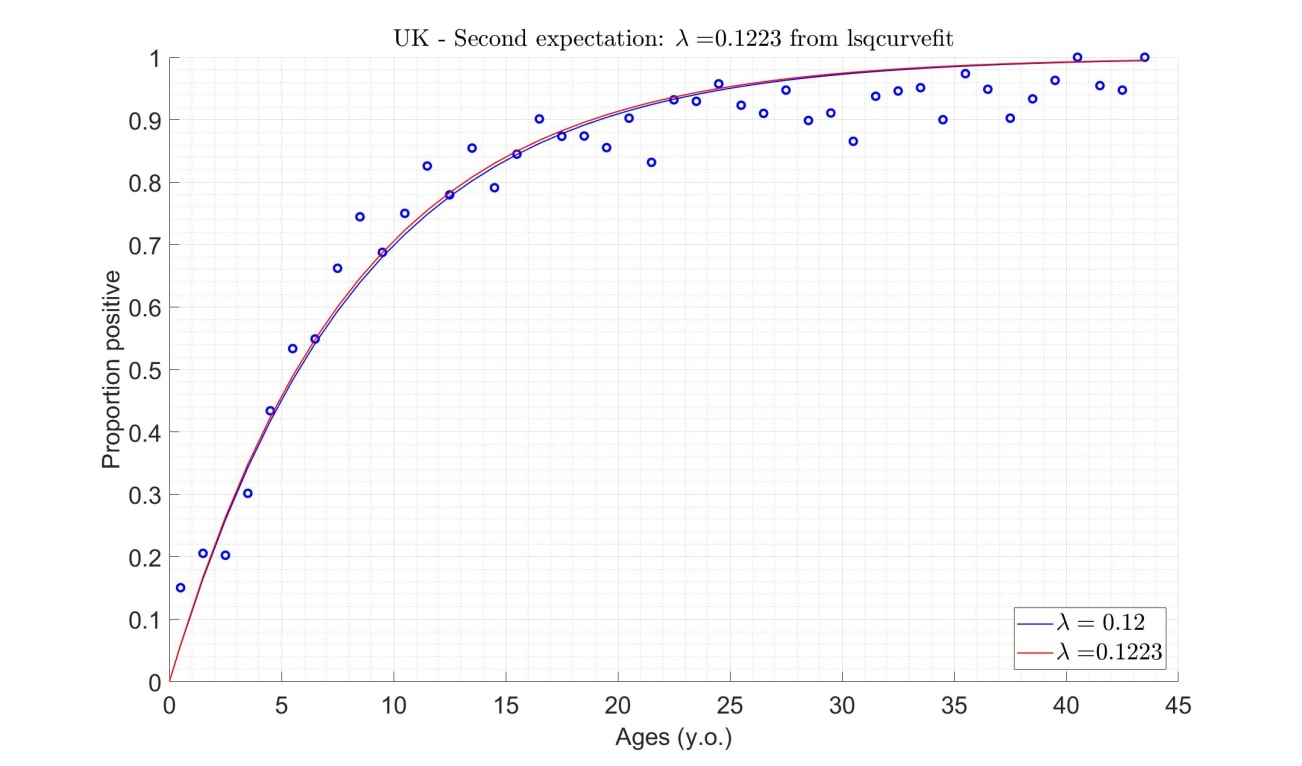 UK - Second expectation: λ =0.1223 from lsqcurvefit
1
0.9
0.8
0.7
0.6
0.5
0.4
0.3
0.2
0.1
0
Proportion positive
0 5 10 15 20 25 30 35 40 45
Ages (y.o.)
λ = 0.12
λ =0.1223